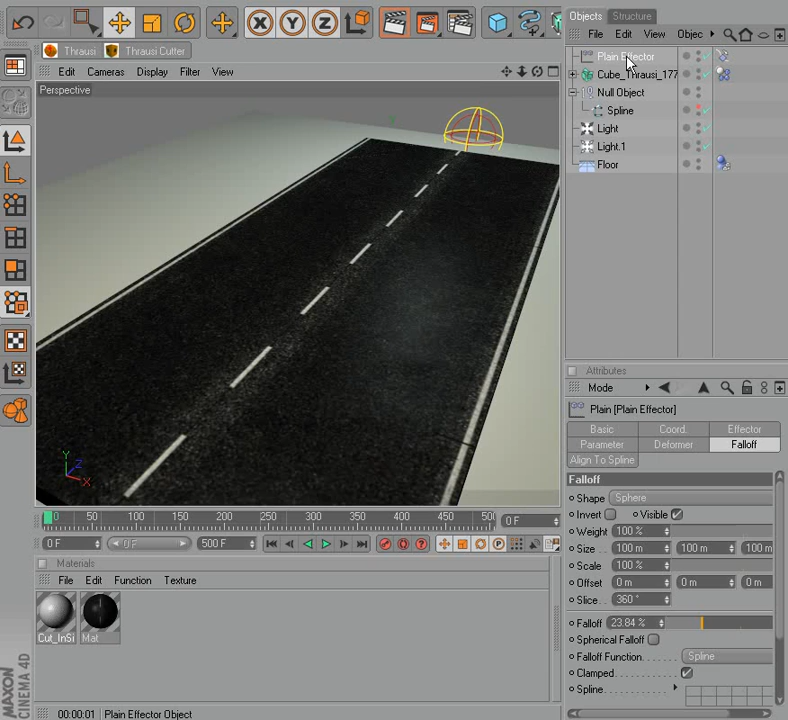 X Y Z
Objects Structure
File Edit View Objec
Thrausi Thrausi Cutter
Edit Cameras Display Filter View
Perspective
Plain Effector
Cube_Thrausi_177
Null Object
Spline
Light
Light.1
Floor
Attributes
Mode
Plain [Plain Effector]
Basic Coord. Effector
Parameter Deformer Falloff
Align To Spline
Falloff
Shape Sphere
Invert Visible
Weight 100 %
Size . . 100 m 100 m 100 m
Scale 100 %
Offset 0 m 0 m 0 m
Slice. . 360 °
Falloff 23.84 %
Spherical Falloff
Falloff Function. Spline
Clamped
Spline
Y
Z
X
0 50 100 150 200 250 300 350 400 450 500 0 F
0 F 0 F 500 F
P
Materials
File Edit Function Texture
Cut_InSi Mat
MAXON
CINEMA 4D
00:00:01 Plain Effector Object